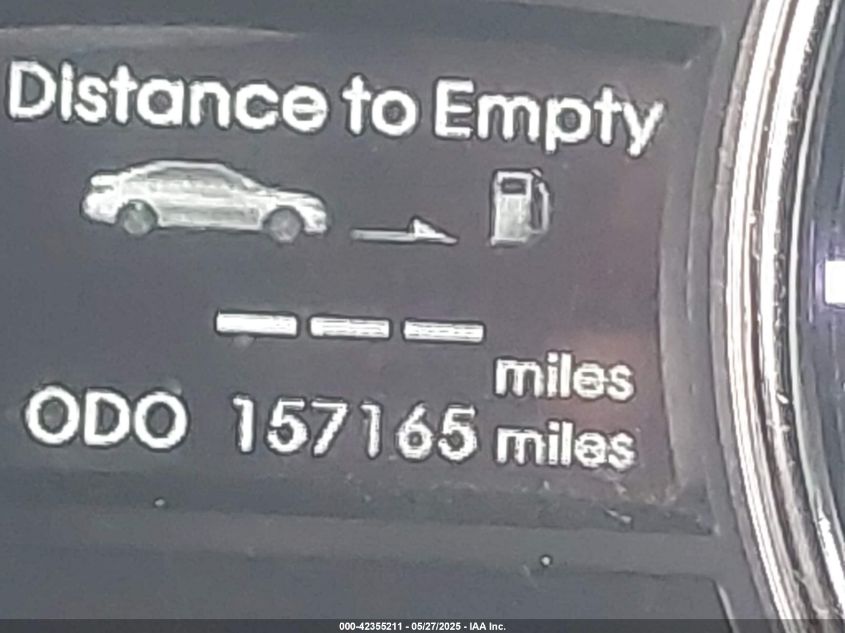 Distance to Empty
--- miles
ODO 157165 miles
000-42355211 - 05/27/2025 - IAA Inc.